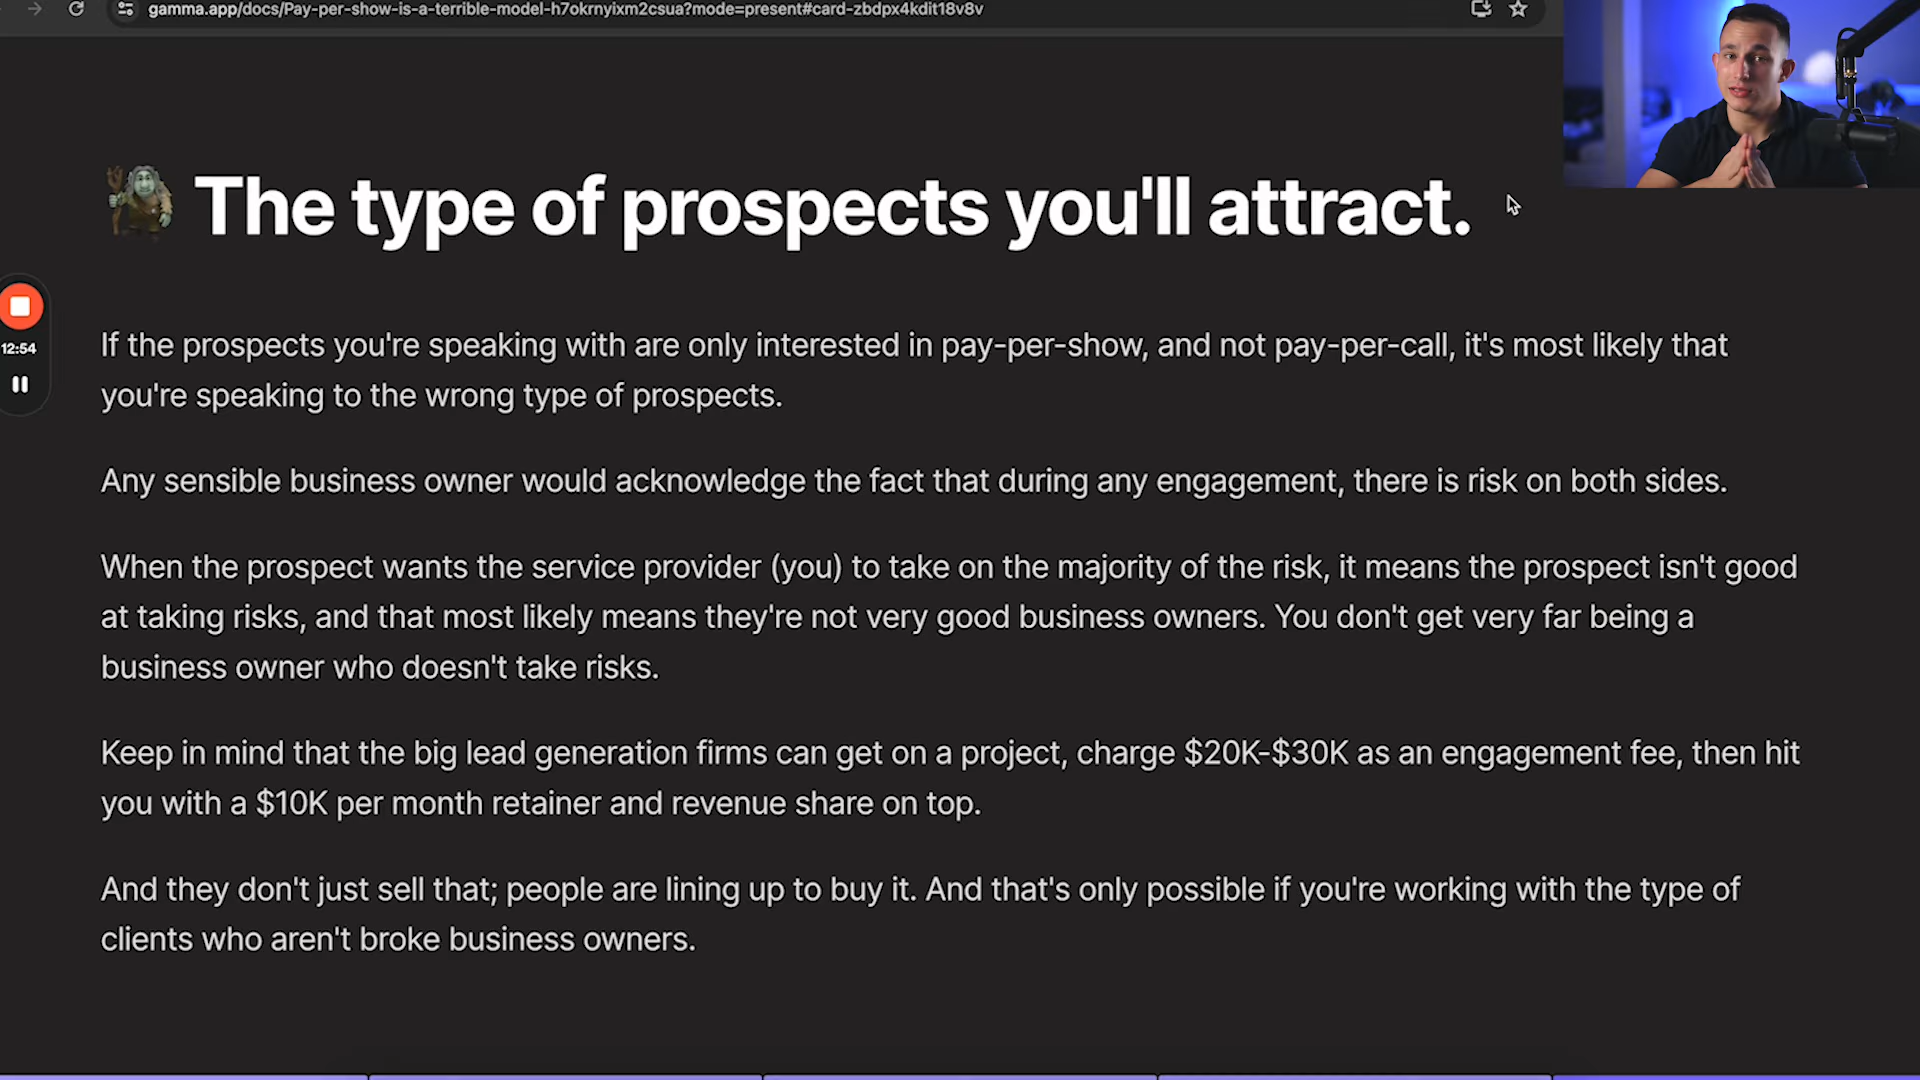 gamma.app/docs/Pay-per-show-is-a-terrible-model-h7okrnyixm2csua?mode=present#card-zbdpx4kdit18v8v
The type of prospects you'll attract.
12:54
If the prospects you're speaking with are only interested in pay-per-show, and not pay-per-call, it's most likely that
you're speaking to the wrong type of prospects.
Any sensible business owner would acknowledge the fact that during any engagement, there is risk on both sides.
When the prospect wants the service provider (you) to take on the majority of the risk, it means the prospect isn't good
at taking risks, and that most likely means they're not very good business owners. You don't get very far being a
business owner who doesn't take risks.
Keep in mind that the big lead generation firms can get on a project, charge $20K-$30K as an engagement fee, then hit
you with a $10K per month retainer and revenue share on top.
And they don't just sell that; people are lining up to buy it. And that's only possible if you're working with the type of
clients who aren't broke business owners.